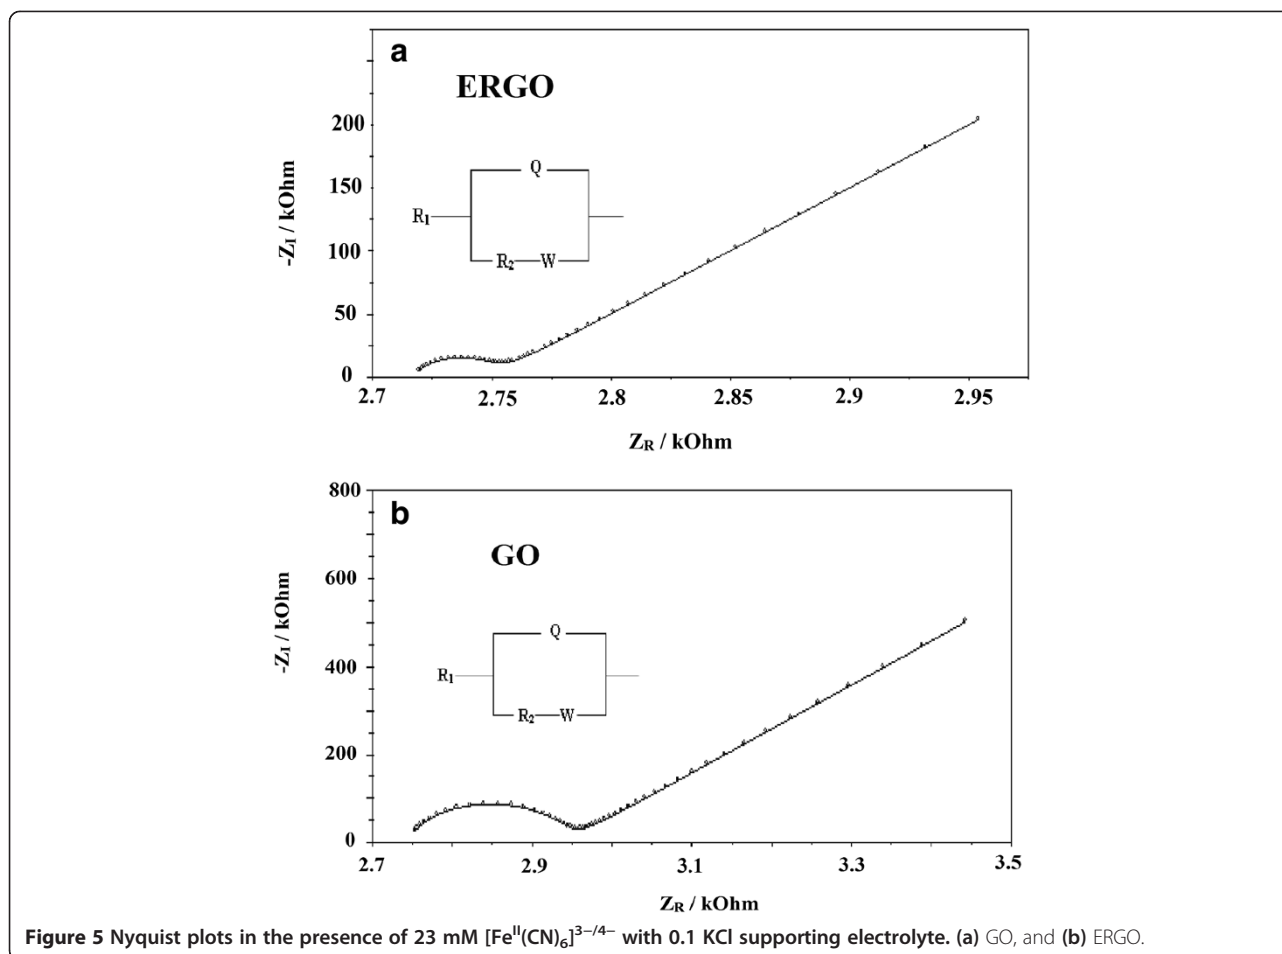 a
ERGO
200
150
100
50
0
-Z_I / kOhm
Q
R₁
R₂ W
2.7 2.75 2.8 2.85 2.9 2.95
Z_R / kOhm
b
GO
800
600
400
200
0
-Z_I / kOhm
Q
R₁
R₂ W
2.7 2.9 3.1 3.3 3.5
Z_R / kOhm
Figure 5 Nyquist plots in the presence of 23 mM [Feᴵᴵ(CN)₆]³⁻/⁴⁻ with 0.1 KCl supporting electrolyte. (a) GO, and (b) ERGO.